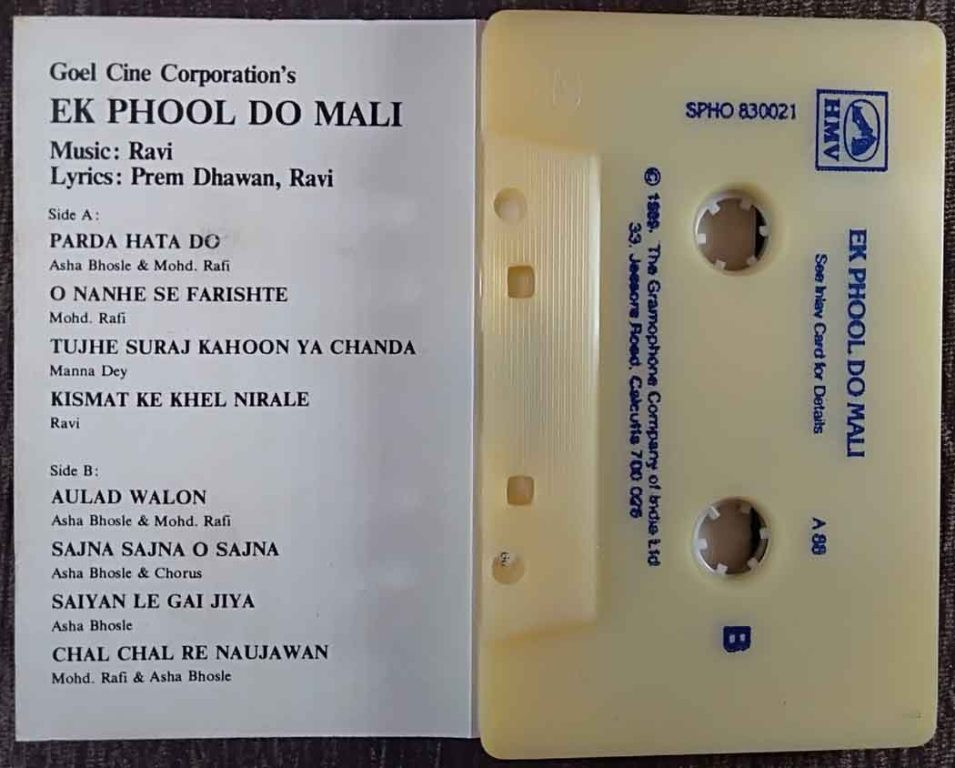 Goel Cine Corporation's
EK PHOOL DO MALI
Music: Ravi
Lyrics: Prem Dhawan, Ravi
Side A:
PARDA HATA DO
Asha Bhosle & Mohd. Rafi
O NANHE SE FARISHTE
Mohd. Rafi
TUJHE SURAJ KAHOON YA CHANDA
Manna Dey
KISMAT KE KHEL NIRALE
Ravi
Side B:
AULAD WALON
Asha Bhosle & Mohd. Rafi
SAJNA SAJNA O SAJNA
Asha Bhosle & Chorus
SAIYAN LE GAI JIYA
Asha Bhosle
CHAL CHAL RE NAUJAWAN
Mohd. Rafi & Asha Bhosle
SPHO 830021
HMV
EK PHOOL DO MALI
See Inlay Card for Details
A 88
B
The Gramophone Company of India Ltd
33, Jessore Road, Calcutta 700